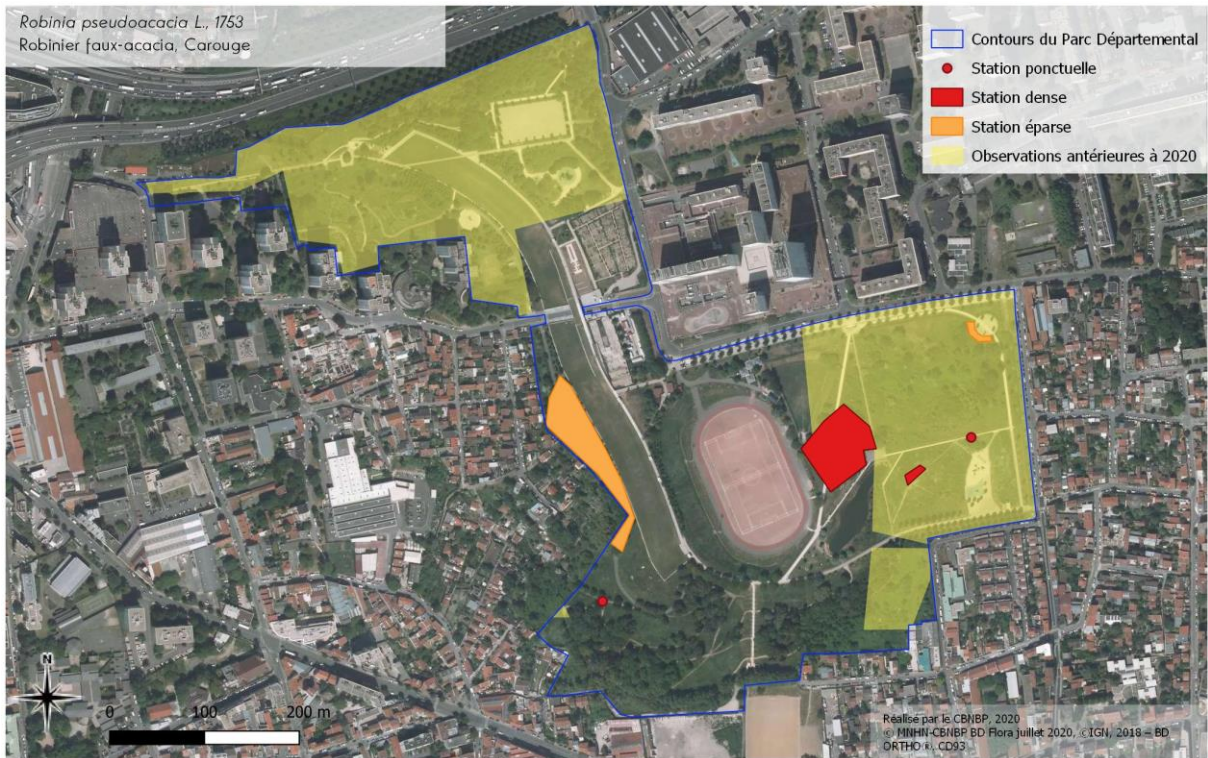 Robinia pseudoacacia L., 1753
Robinier faux-acacia, Carouge
Contours du Parc Départemental
Station ponctuelle
Station dense
Station éparse
Observations antérieures à 2020
N
0 100 200 m
Réalisé par le CBNBP, 2020
© MNHN-CBNBP BD Flora juillet 2020, ©IGN, 2018 – BD
ORTHO ®, CD93